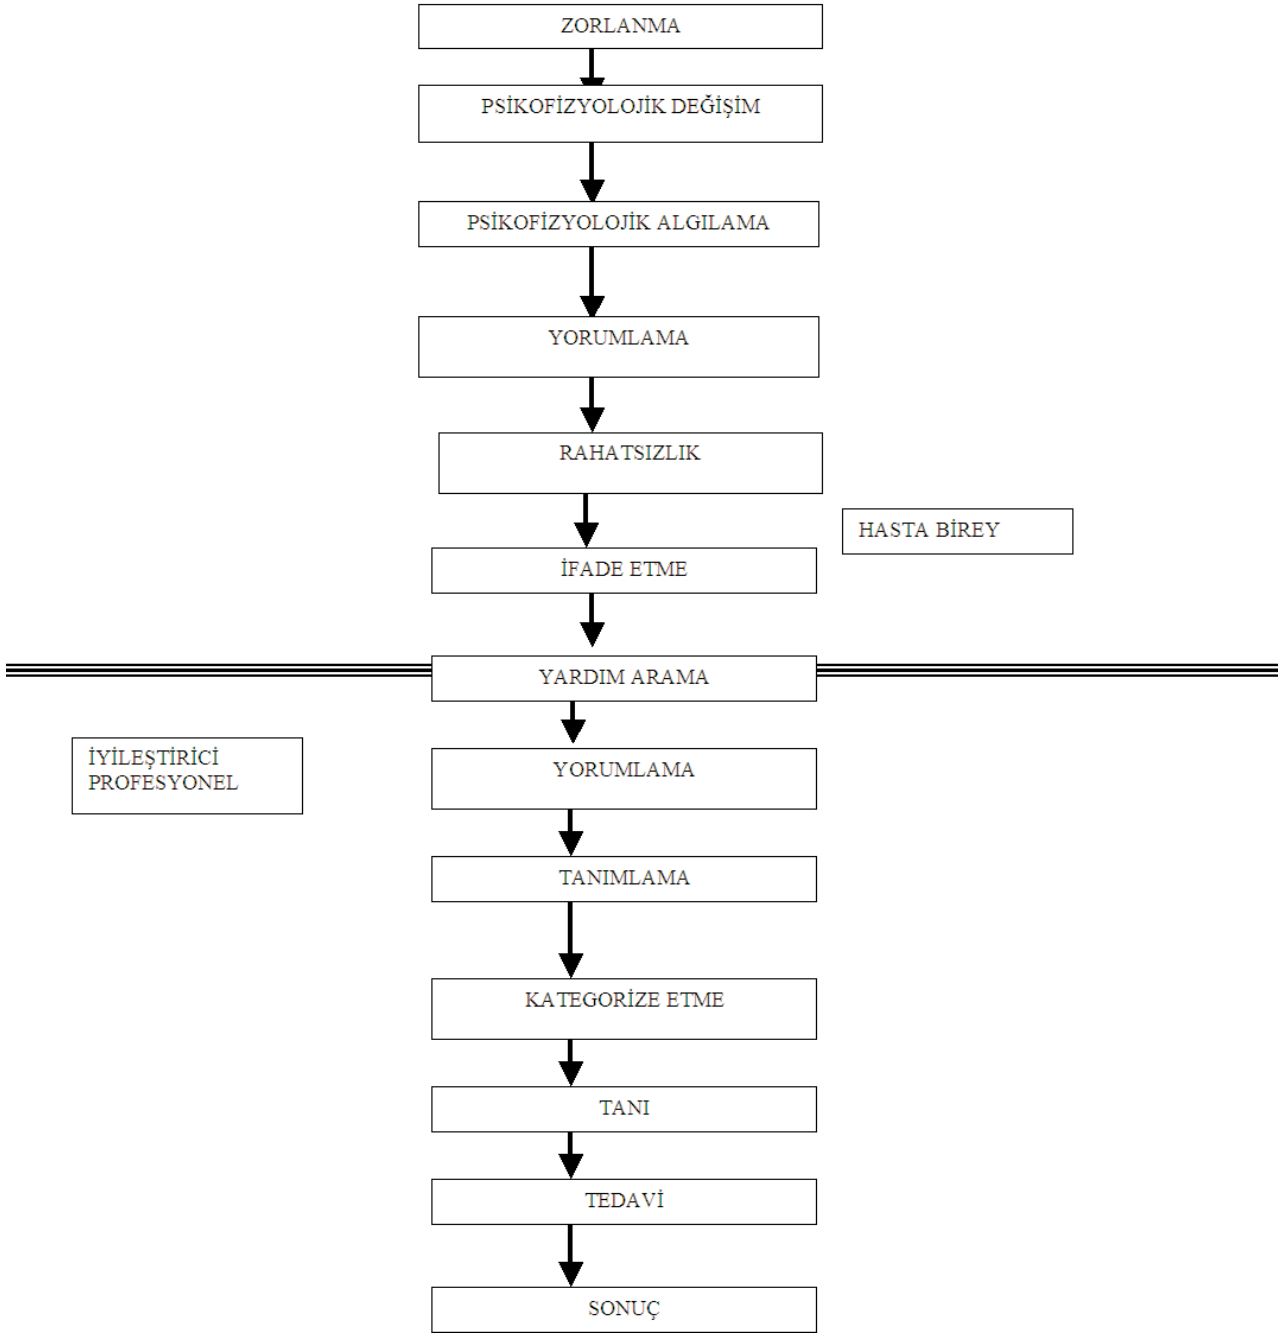 ZORLANMA
PSİKOFİZYOLOJİK DEĞİŞİM
PSİKOFİZYOLOJİK ALGILAMA
YORUMLAMA
RAHATSIZLIK
HASTA BİREY
İFADE ETME
YARDIM ARAMA
İYİLEŞTİRİCİ
PROFESYONEL
YORUMLAMA
TANIMLAMA
KATEGORİZE ETME
TANI
TEDAVİ
SONUÇ